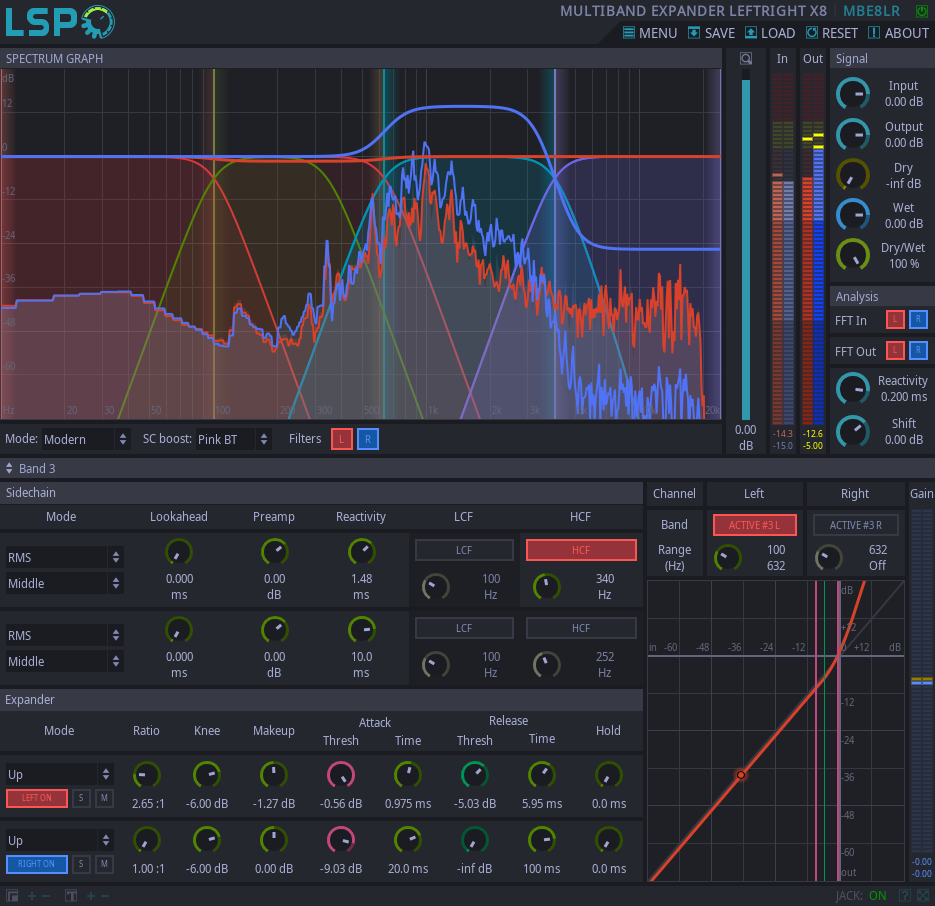 LSP
MULTIBAND EXPANDER LEFTRIGHT X8 MBE8LR
MENU SAVE LOAD RESET ABOUT
SPECTRUM GRAPH
In Out Signal
dB
12
0
-12
-24
-36
-48
-60
Hz 20 30 50 100 200 300 500 1k 2k 3k 20k
0.00
dB
-14.3
-15.0
-12.6
-5.00
Input
0.00 dB
Output
0.00 dB
Dry
-inf dB
Wet
0.00 dB
Dry/Wet
100 %
Analysis
FFT In L R
FFT Out L R
Reactivity
0.200 ms
Shift
0.00 dB
Mode: Modern SC boost: Pink BT Filters L R
Band 3
Sidechain
Mode Lookahead Preamp Reactivity LCF HCF
RMS
Middle
0.000
ms
0.00
dB
1.48
ms
LCF
100
Hz
HCF
340
Hz
RMS
Middle
0.000
ms
0.00
dB
10.0
ms
LCF
100
Hz
HCF
252
Hz
Expander
Mode Ratio Knee Makeup Attack Release Hold
Thresh Time Thresh Time
Up
LEFT ON S M 2.65 :1 -6.00 dB -1.27 dB -0.56 dB 0.975 ms -5.03 dB 5.95 ms 0.0 ms
Up
RIGHT ON S M 1.00 :1 -6.00 dB 0.00 dB -9.03 dB 20.0 ms -inf dB 100 ms 0.0 ms
Channel Left Right Gain
Band ACTIVE #3 L ACTIVE #3 R
Range
(Hz)
100
632
632
Off
dB
+12
in -60 -48 -36 -24 -12 0 +12 dB
-12
-24
-36
-48
-60
out
-0.00
-0.00
JACK: ON